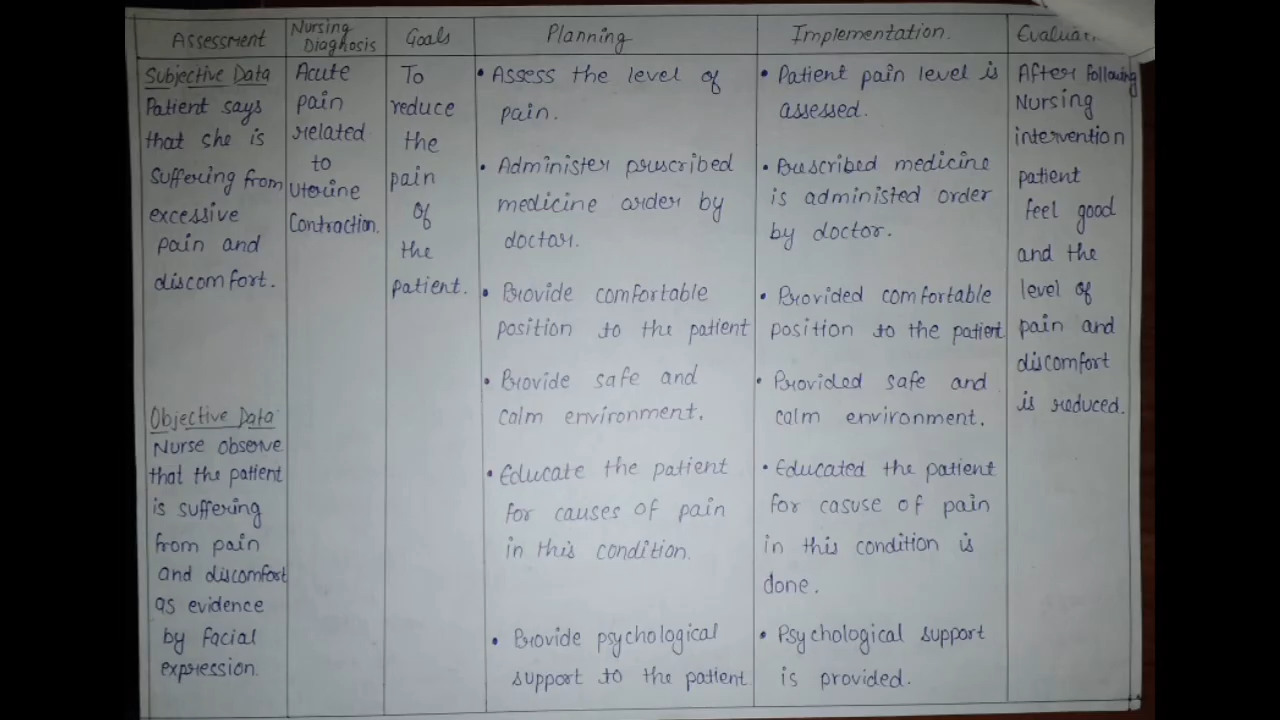 Assessment
Nursing
Diagnosis
Goals
Planning
Implementation.
Subjective Data
Patient says
that she is
suffering from
excessive
pain and
discomfort.
Objective Data
Nurse observe
that the patient
is suffering
from pain
and discomfort
as evidence
by facial
expression.
Acute
pain
related
to
Uterine
Contraction.
To
reduce
the
pain
of
the
patient.
• Assess the level of
pain.
• Administer prescribed
medicine order by
doctor.
• Provide comfortable
position to the patient
• Provide safe and
calm environment.
• Educate the patient
for causes of pain
in this condition.
• Provide psychological
support to the patient
• Patient pain level is
assessed.
• Prescribed medicine
is administed order
by doctor.
• Provided comfortable
position to the patient
• Provided safe and
calm environment.
• Educated the patient
for casuse of pain
in this condition is
done.
• Psychological support
is provided.
After following
Nursing
intervention
patient
feel good
and the
level of
pain and
discomfort
is reduced.